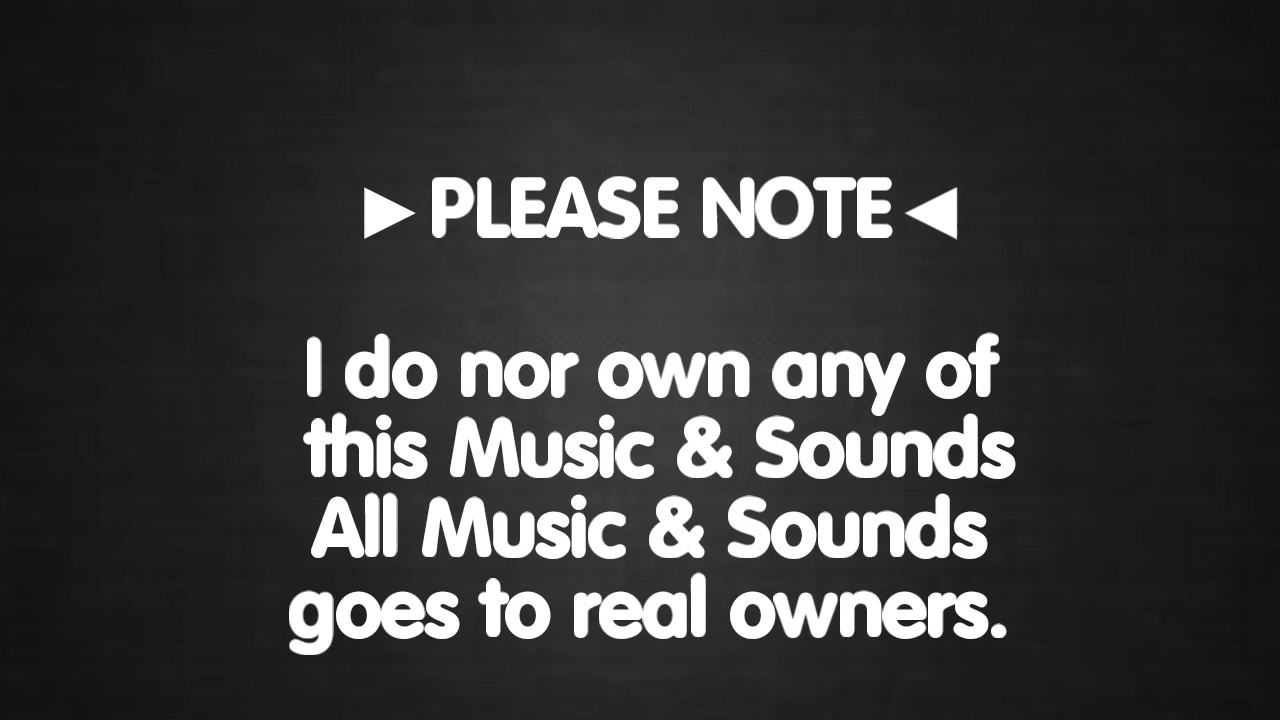 ►PLEASE NOTE◄
I do nor own any of
this Music & Sounds
All Music & Sounds
goes to real owners.